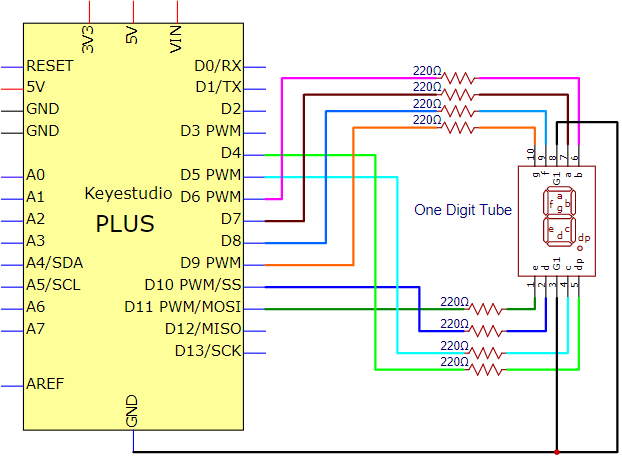 3V3
5V
VIN
RESET
5V
GND
GND
A0
A1
A2
A3
A4/SDA
A5/SCL
A6
A7
AREF
Keyestudio
PLUS
D0/RX
D1/TX
D2
D3 PWM
D4
D5 PWM
D6 PWM
D7
D8
D9 PWM
D10 PWM/SS
D11 PWM/MOSI
D12/MISO
D13/SCK
GND
220Ω
220Ω
220Ω
220Ω
One Digit Tube
10 9 8 7 6
g f G1 a b
a
f b
g
e c
d
dp
e d G1 c dp
1 2 3 4 5
220Ω
220Ω
220Ω
220Ω